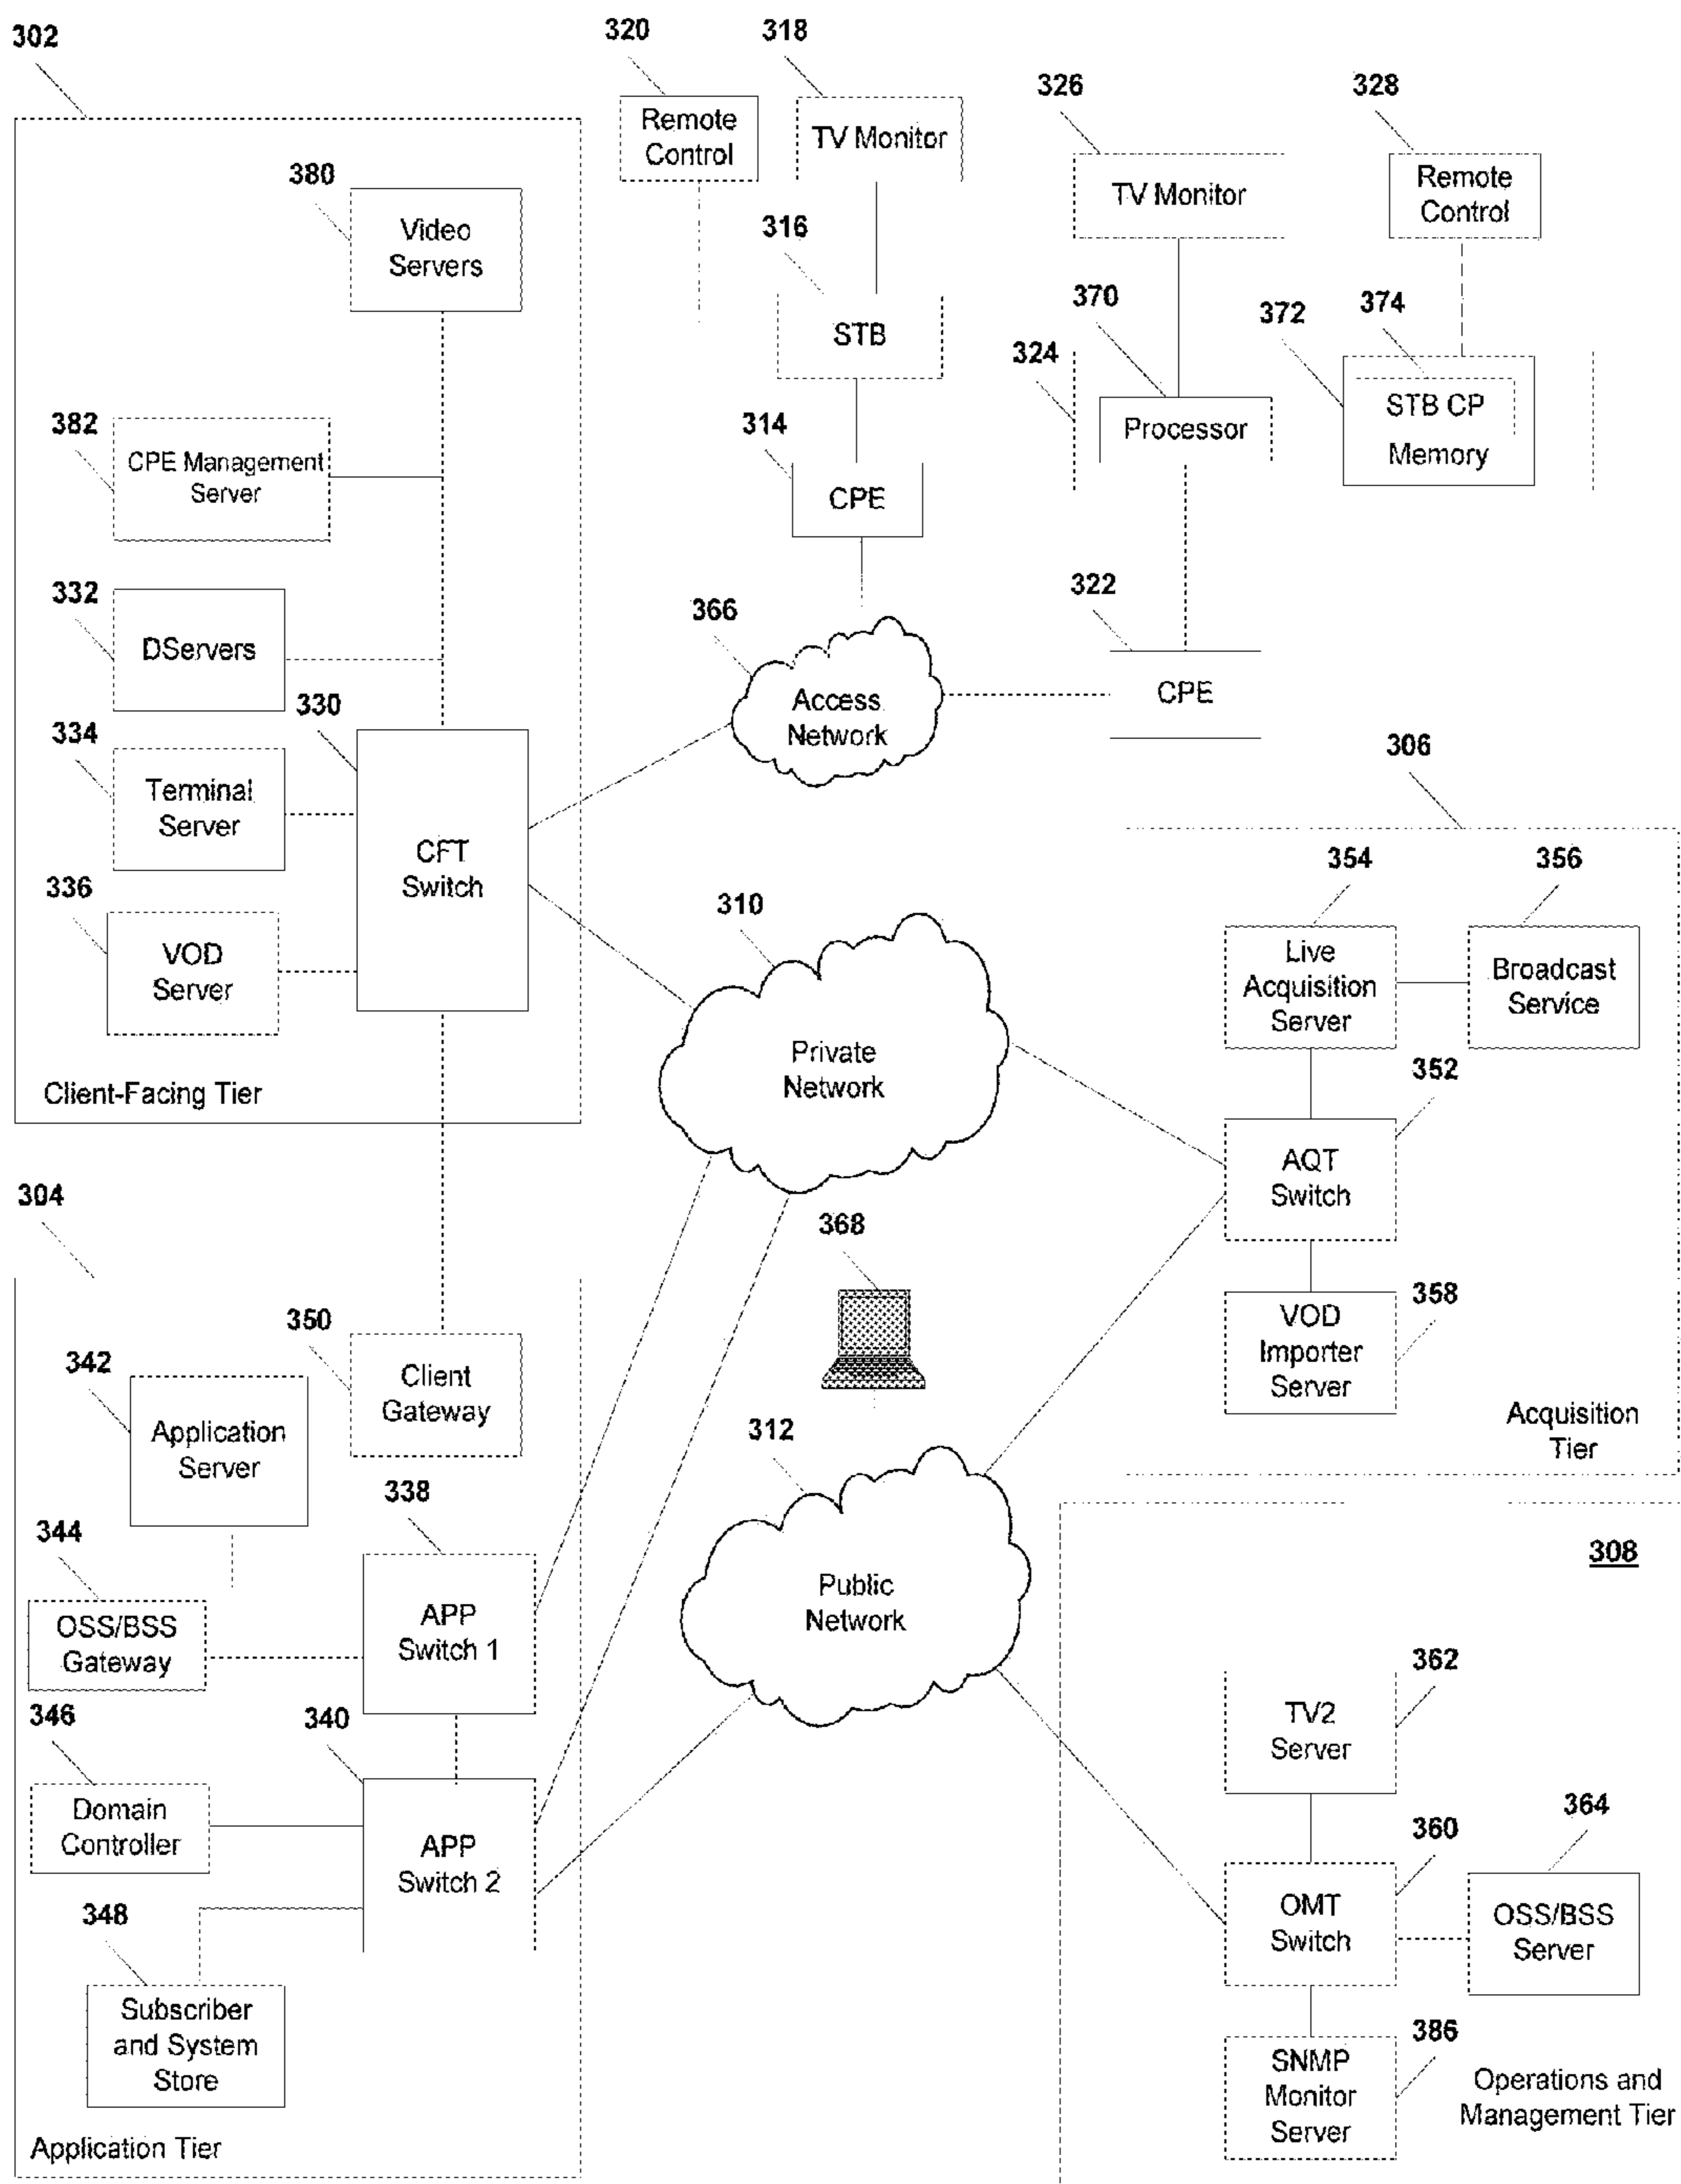 302
320
318
326
328
Remote
Control
TV Monitor
TV Monitor
Remote
Control
380
Video
Servers
316
STB
370
374
372
324
Processor
STB CP
Memory
382
CPE Management
Server
314
CPE
332
DServers
322
CPE
366
Access
Network
330
334
Terminal
Server
CFT
Switch
336
VOD
Server
306
354
356
Live
Acquisition
Server
Broadcast
Service
310
Private
Network
352
Client-Facing Tier
AQT
Switch
304
368
350
Client
Gateway
358
VOD
Importer
Server
342
Application
Server
Acquisition
Tier
312
338
344
OSS/BSS
Gateway
APP
Switch 1
Public
Network
308
362
TV2
Server
346
340
Domain
Controller
APP
Switch 2
364
360
OMT
Switch
OSS/BSS
Server
348
Subscriber
and System
Store
386
SNMP
Monitor
Server
Operations and
Management Tier
Application Tier